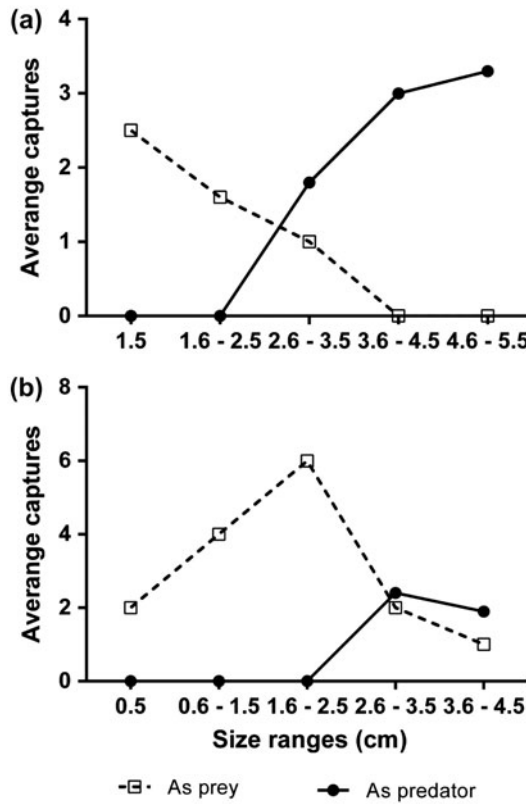 (a)
Averange captures
4
3
2
1
0
1.5 1.6 - 2.5 2.6 - 3.5 3.6 - 4.5 4.6 - 5.5
(b)
Averange captures
8
6
4
2
0
0.5 0.6 - 1.5 1.6 - 2.5 2.6 - 3.5 3.6 - 4.5
Size ranges (cm)
As prey As predator